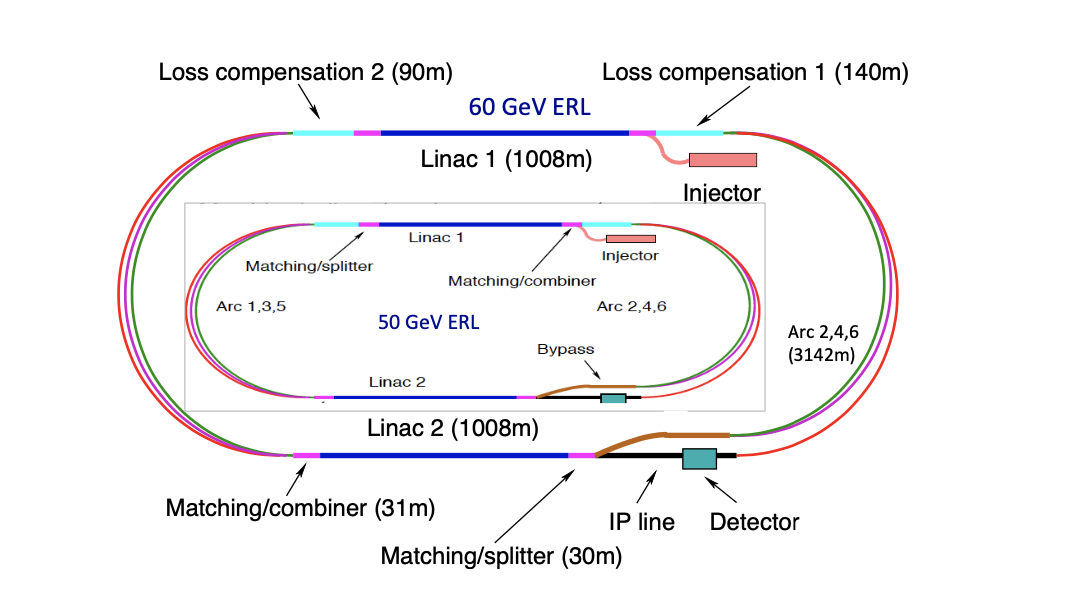 Loss compensation 2 (90m)
Loss compensation 1 (140m)
60 GeV ERL
Linac 1 (1008m)
Injector
Linac 1
Injector
Matching/splitter
Matching/combiner
Arc 1,3,5
Arc 2,4,6
50 GeV ERL
Arc 2,4,6
(3142m)
Bypass
Linac 2
Linac 2 (1008m)
Matching/combiner (31m)
IP line
Detector
Matching/splitter (30m)